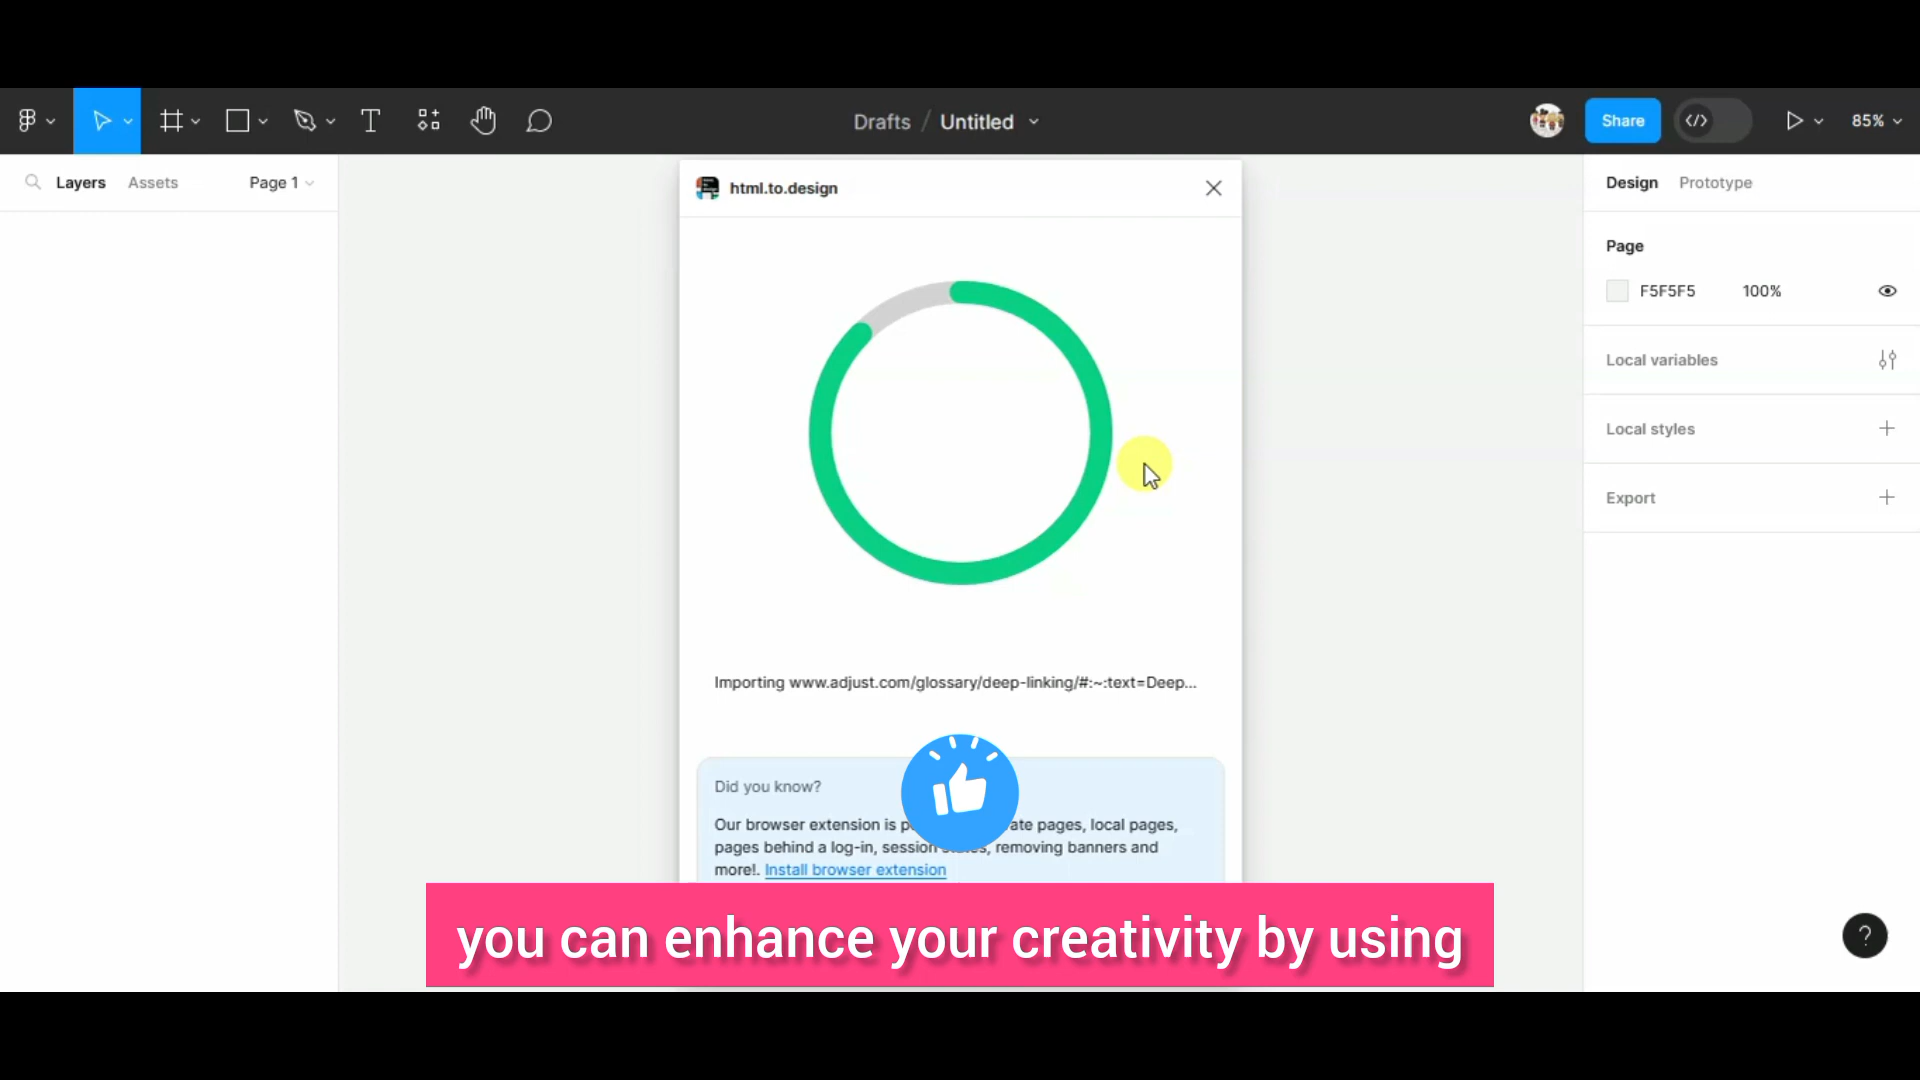 Drafts / Untitled
Share
85%
Layers
Assets
Page 1
html.to.design
Design
Prototype
Page
F5F5F5
100%
Local variables
Local styles
Export
Importing www.adjust.com/glossary/deep-linking/#:~:text=Deep...
Did you know?
Our browser extension is pages, local pages,
pages behind a log-in, session removing banners and
more!. Install browser extension
you can enhance your creativity by using
?